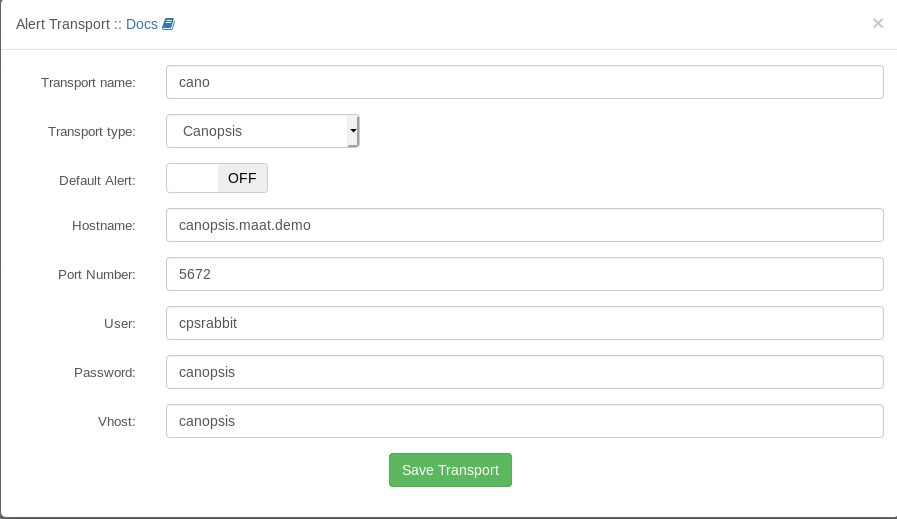 Alert Transport :: Docs
×
Transport name: cano
Transport type: Canopsis
Default Alert: OFF
Hostname: canopsis.maat.demo
Port Number: 5672
User: cpsrabbit
Password: canopsis
Vhost: canopsis
Save Transport